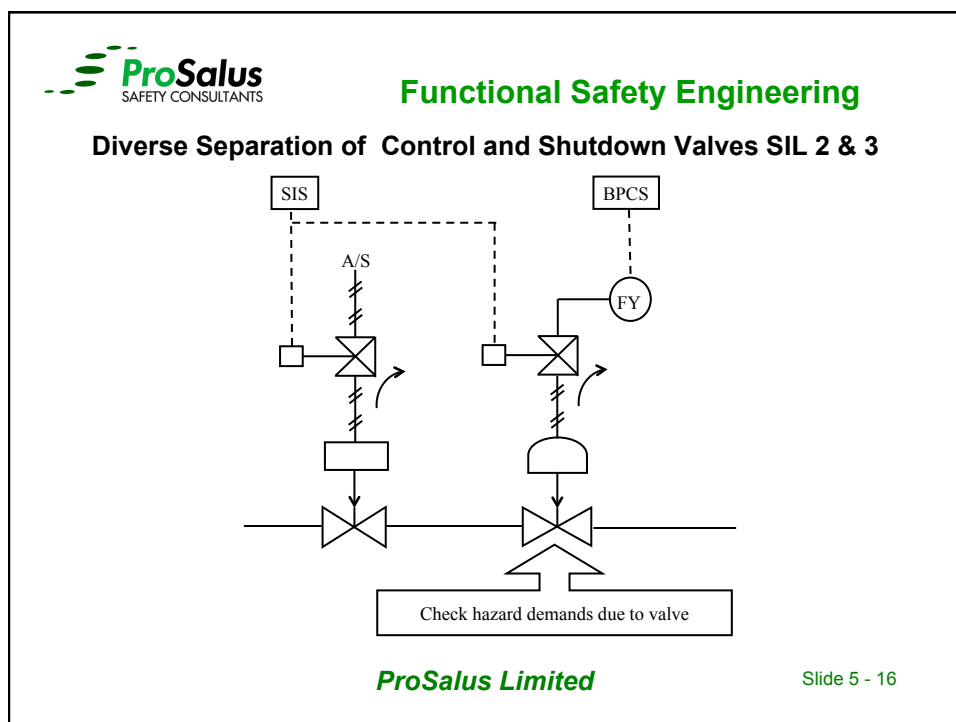 ProSalus
SAFETY CONSULTANTS
Functional Safety Engineering
Diverse Separation of Control and Shutdown Valves SIL 2 & 3
SIS
BPCS
A/S
FY
Check hazard demands due to valve
ProSalus Limited
Slide 5 - 16